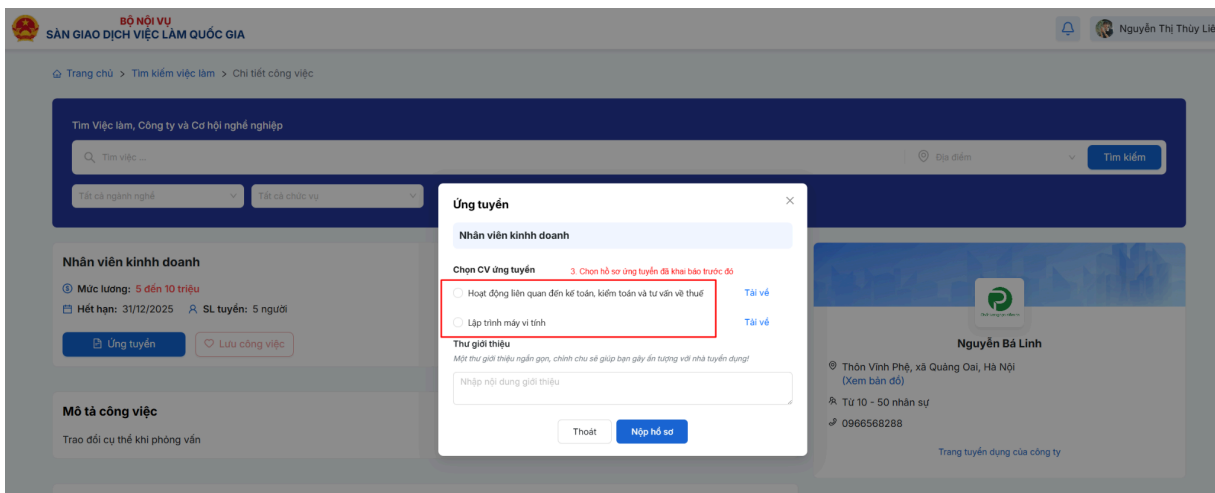 BỘ NỘI VỤ
SÀN GIAO DỊCH VIỆC LÀM QUỐC GIA
Nguyễn Thị Thùy Liê
Trang chủ > Tìm kiếm việc làm > Chi tiết công việc
Tìm Việc làm, Công ty và Cơ hội nghề nghiệp
Tìm việc ...
Địa điểm
Tìm kiếm
Tất cả ngành nghề
Tất cả chức vụ
Ứng tuyển
Nhân viên kinhh doanh
Chọn CV ứng tuyển
3. Chọn hồ sơ ứng tuyển đã khai báo trước đó
Hoạt động liên quan đến kế toán, kiểm toán và tư vấn về thuế
Tải về
Lập trình máy vi tính
Tải về
Thư giới thiệu
Một thư giới thiệu ngắn gọn, chỉnh chu sẽ giúp bạn gây ấn tượng với nhà tuyển dụng!
Nhập nội dung giới thiệu
Thoát
Nộp hồ sơ
Nhân viên kinhh doanh
Mức lương: 5 đến 10 triệu
Hết hạn: 31/12/2025
SL tuyển: 5 người
Ứng tuyển
Lưu công việc
Mô tả công việc
Trao đổi cụ thể khi phỏng vấn
Nguyễn Bá Linh
Thôn Vĩnh Phệ, xã Quảng Oai, Hà Nội
(Xem bản đồ)
Từ 10 - 50 nhân sự
0966568288
Trang tuyển dụng của công ty